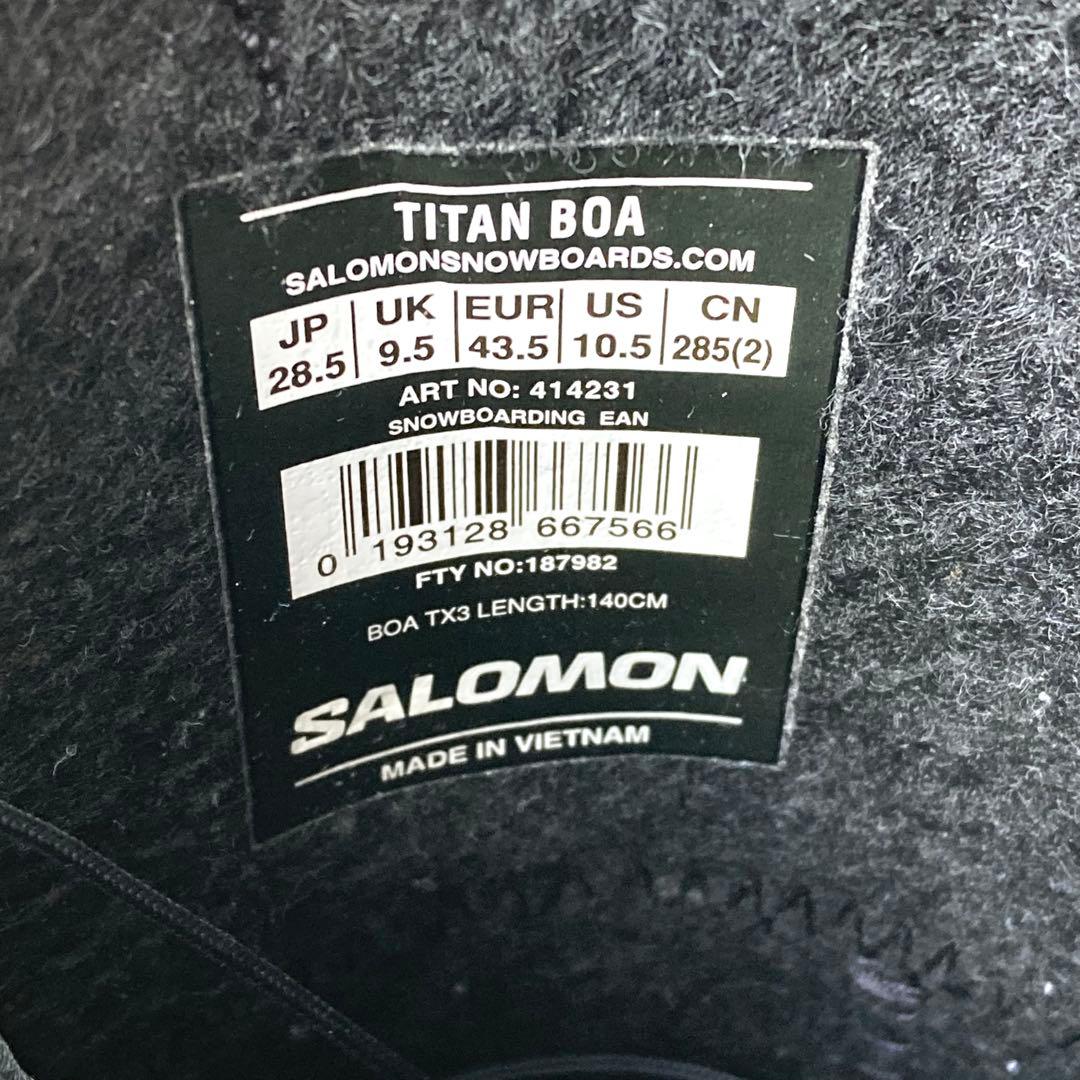 TITAN BOA
SALOMONSNOWBOARDS.COM
JP UK EUR US CN
28.5 9.5 43.5 10.5 285(2)
ART NO: 414231
SNOWBOARDING EAN
0 193128 667566
FTY NO:187982
BOA TX3 LENGTH:140CM
SALOMON
MADE IN VIETNAM